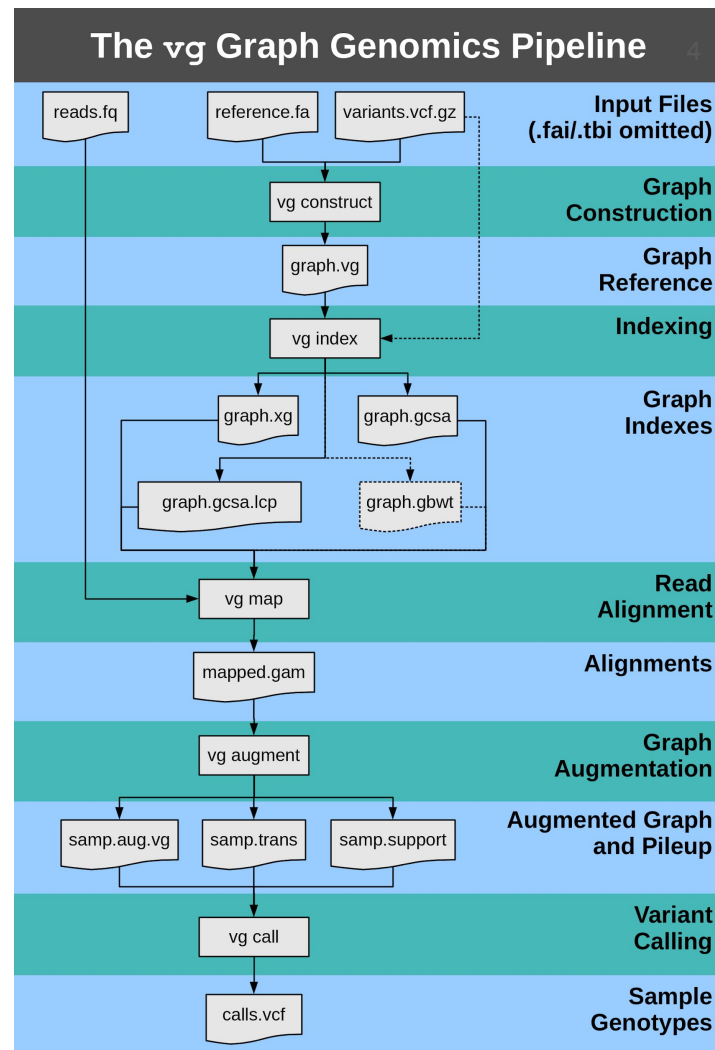 The vg Graph Genomics Pipeline
4
reads.fq
reference.fa
variants.vcf.gz
Input Files
(.fai/.tbi omitted)
vg construct
Graph
Construction
graph.vg
Graph
Reference
vg index
Indexing
graph.xg
graph.gcsa
Graph
Indexes
graph.gcsa.lcp
graph.gbwt
vg map
Read
Alignment
mapped.gam
Alignments
vg augment
Graph
Augmentation
samp.aug.vg
samp.trans
samp.support
Augmented Graph
and Pileup
vg call
Variant
Calling
calls.vcf
Sample
Genotypes